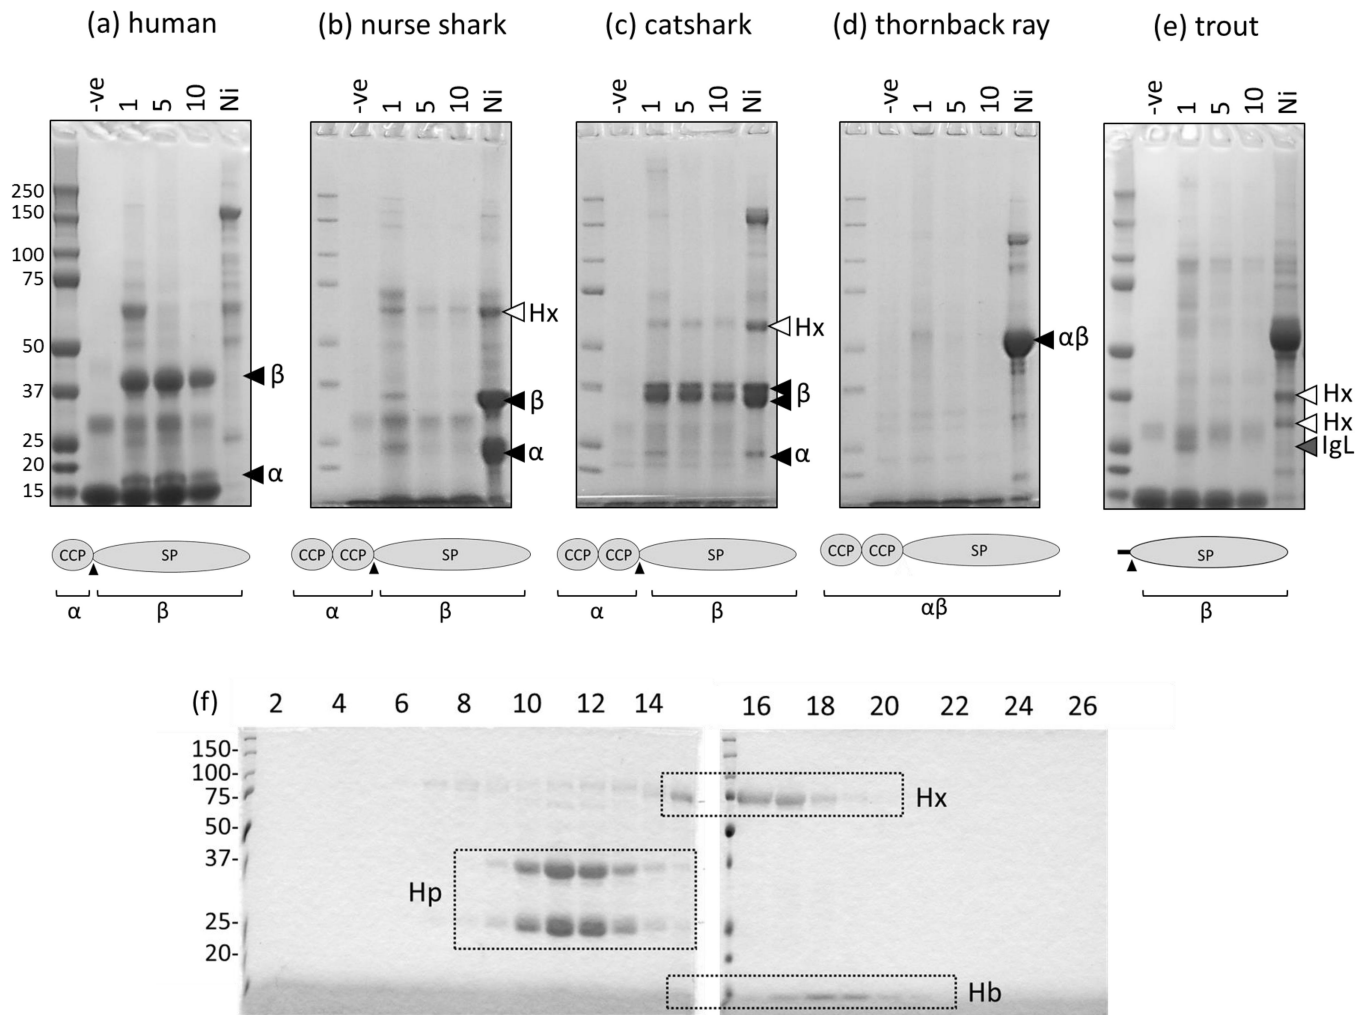 (a) human (b) nurse shark (c) catshark (d) thornback ray (e) trout
-ve 1 5 10 Ni -ve 1 5 10 Ni -ve 1 5 10 Ni -ve 1 5 10 Ni -ve 1 5 10 Ni
250
150
100
75
50
37
25
20
15
β
α
Hx
β
α
Hx
β
α
αβ
Hx
Hx
IgL
CCP SP CCP CCP SP CCP CCP SP CCP CCP SP SP
α β α β α β αβ β
(f) 2 4 6 8 10 12 14 16 18 20 22 24 26
150-
100-
75-
50-
37-
25-
20-
Hp
Hx
Hb